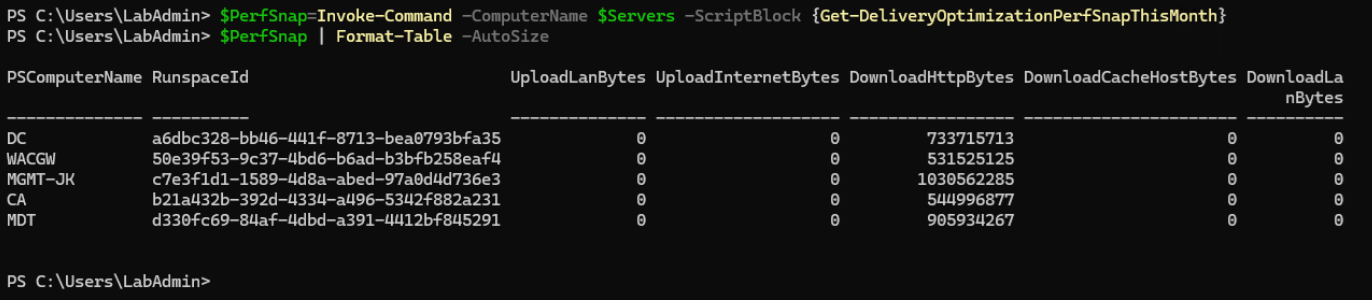 PS C:\Users\LabAdmin> $PerfSnap=Invoke-Command -ComputerName $Servers -ScriptBlock {Get-DeliveryOptimizationPerfSnapThisMonth}
PS C:\Users\LabAdmin> $PerfSnap | Format-Table -AutoSize
PSComputerName RunspaceId                           UploadLanBytes UploadInternetBytes DownloadHttpBytes DownloadCacheHostBytes DownloadLa
nBytes
-------------- ----------                           -------------- ------------------- ----------------- ---------------------- ----------
DC             a6dbc328-bb46-441f-8713-bea0793bfa35              0                   0         733715713                      0          0
WACGW          50e39f53-9c37-4bd6-b6ad-b3bfb258eaf4              0                   0         531525125                      0          0
MGMT-JK        c7e3f1d1-1589-4d8a-abed-97a0d4d736e3              0                   0        1030562285                      0          0
CA             b21a432b-392d-4334-a496-5342f882a231              0                   0         544996877                      0          0
MDT            d330fc69-84af-4dbd-a391-4412bf845291              0                   0         905934267                      0          0
PS C:\Users\LabAdmin>